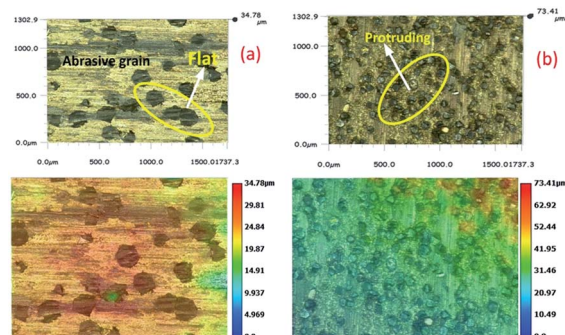 1302.9
34.78
μm
1000.0
Abrasive grain
Flat
(a)
500.0
0.0μm
0.0μm 500.0 1000.0 1500.01737.3
1302.9
73.41
μm
1000.0
Protruding
(b)
500.0
0.0μm
0.0μm 500.0 1000.0 1500.01737.3
34.78μm
29.81
24.84
19.87
14.91
9.937
4.969
73.41μm
62.92
52.44
41.95
31.46
20.97
10.49